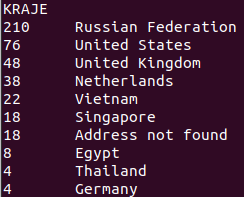 KRAJE
210 Russian Federation
76 United States
48 United Kingdom
38 Netherlands
22 Vietnam
18 Singapore
18 Address not found
8 Egypt
4 Thailand
4 Germany